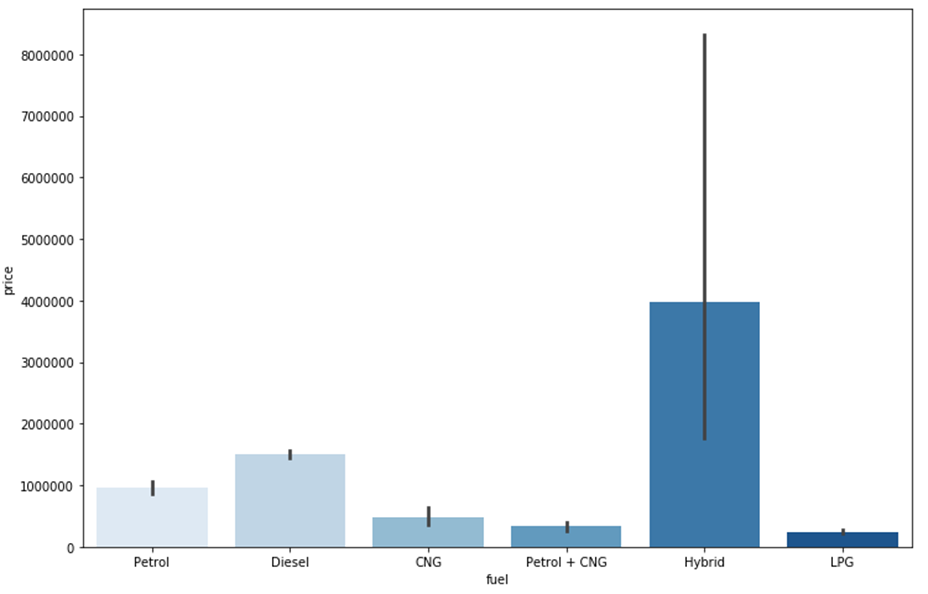 8000000
7000000
6000000
5000000
4000000
3000000
2000000
1000000
0
price
Petrol
Diesel
CNG
Petrol + CNG
Hybrid
LPG
fuel